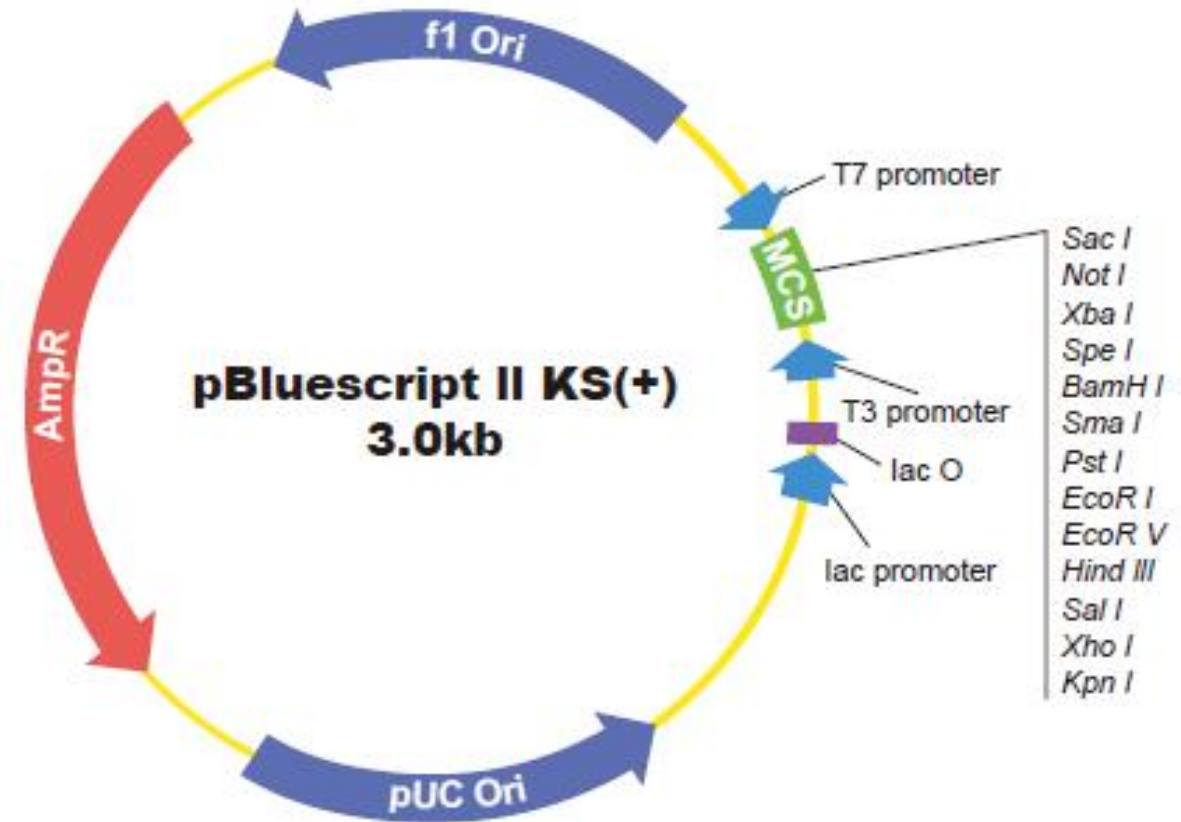 f1 Ori
T7 promoter
MCS
Sac I
Not I
Xba I
Spe I
BamH I
Sma I
Pst I
EcoR I
EcoR V
Hind III
Sal I
Xho I
Kpn I
AmpR
pBluescript II KS(+)
3.0kb
T3 promoter
lac O
lac promoter
pUC Ori